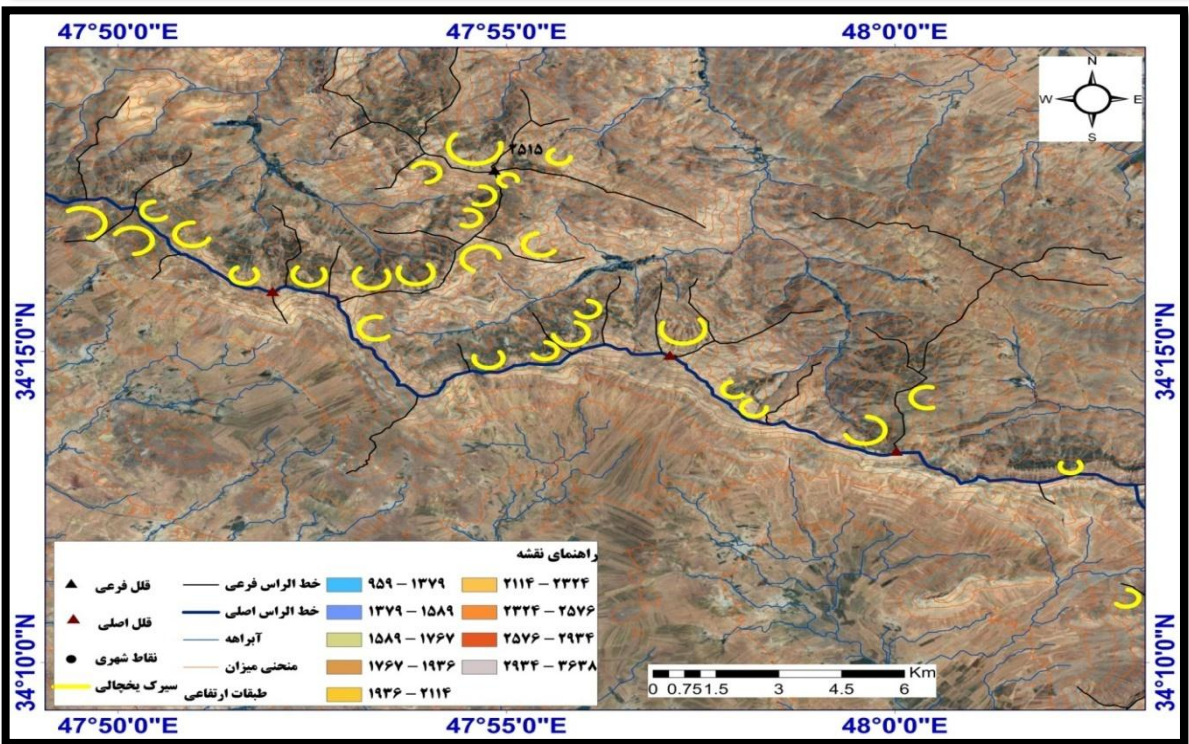 47°50'0"E 47°55'0"E 48°0'0"E
N
W E
S
۲۵۱۵
34°15'0"N 34°15'0"N
راهنمای نقشه
قلل فرعی خط الراس فرعی ۹۵۹ – ۱۳۷۹ ۲۱۱۴ – ۲۳۲۴
قلل اصلی خط الراس اصلی ۱۳۷۹ – ۱۵۸۹ ۲۳۲۴ – ۲۵۷۶
نقاط شهری آبراهه ۱۵۸۹ – ۱۷۶۷ ۲۵۷۶ – ۲۹۳۴
سیرک یخچالی منحنی میزان ۱۷۶۷ – ۱۹۳۶ ۲۹۳۴ – ۳۶۳۸
طبقات ارتفاعی ۱۹۳۶ – ۲۱۱۴
Km
0 0.75 1.5 3 4.5 6
34°10'0"N 34°10'0"N
47°50'0"E 47°55'0"E 48°0'0"E